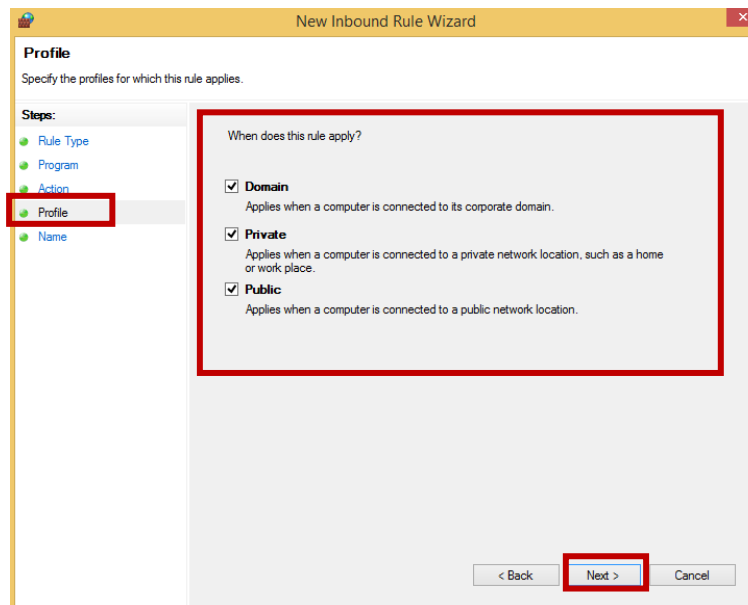 New Inbound Rule Wizard
Profile
Specify the profiles for which this rule applies.
Steps:
Rule Type
Program
Action
Profile
Name
When does this rule apply?
Domain
Applies when a computer is connected to its corporate domain.
Private
Applies when a computer is connected to a private network location, such as a home
or work place.
Public
Applies when a computer is connected to a public network location.
< Back
Next >
Cancel